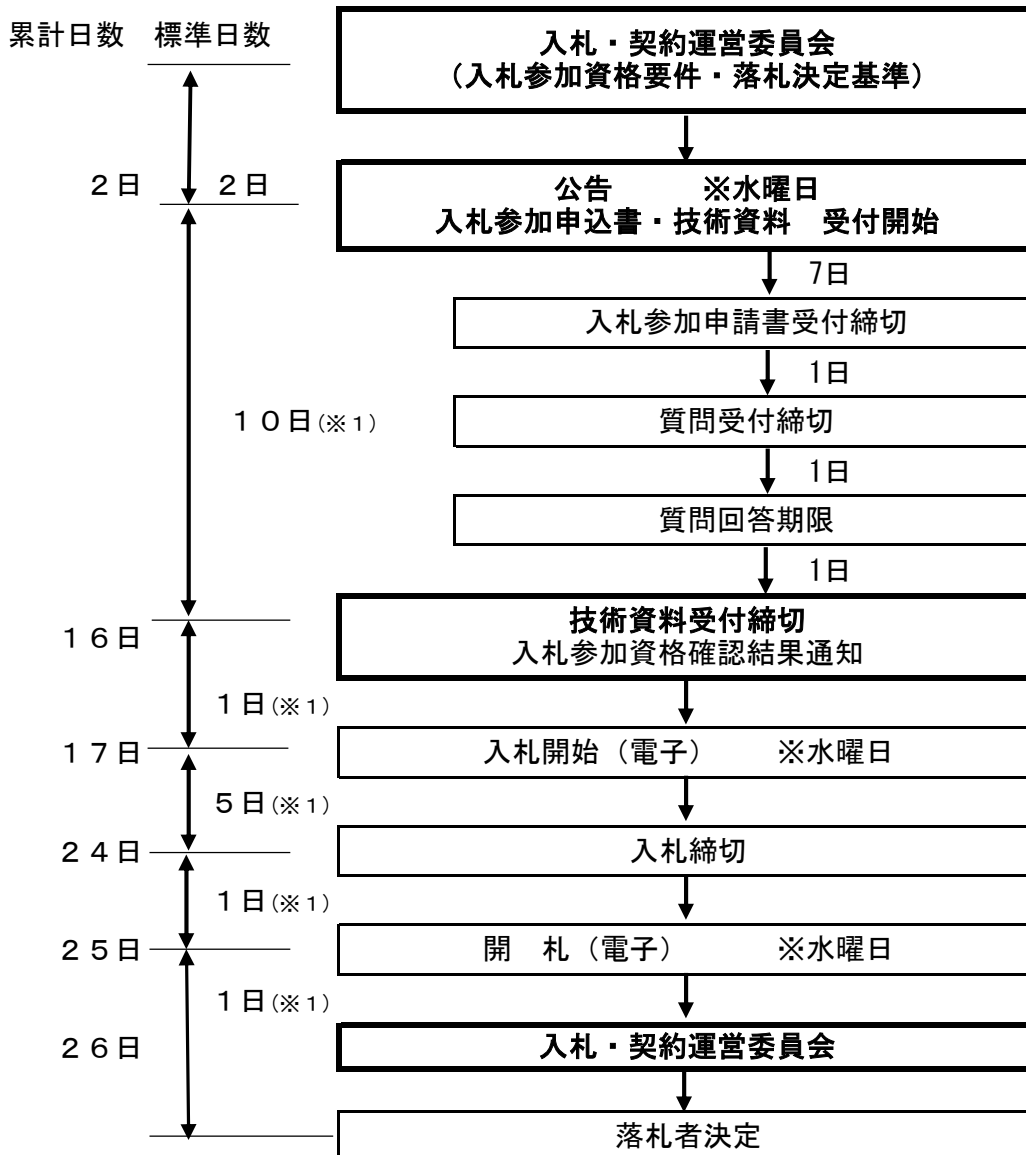 累計日数　標準日数
入札・契約運営委員会
（入札参加資格要件・落札決定基準）
２日　２日
公告　　　※水曜日
入札参加申込書・技術資料　受付開始
7日
入札参加申請書受付締切
1日
１０日(※１)
質問受付締切
1日
質問回答期限
1日
１６日
技術資料受付締切
入札参加資格確認結果通知
１日(※１)
１７日
入札開始（電子）　　　※水曜日
５日(※１)
２４日
入札締切
１日(※１)
２５日
開　札（電子）　　　※水曜日
１日(※１)
２６日
入札・契約運営委員会
落札者決定